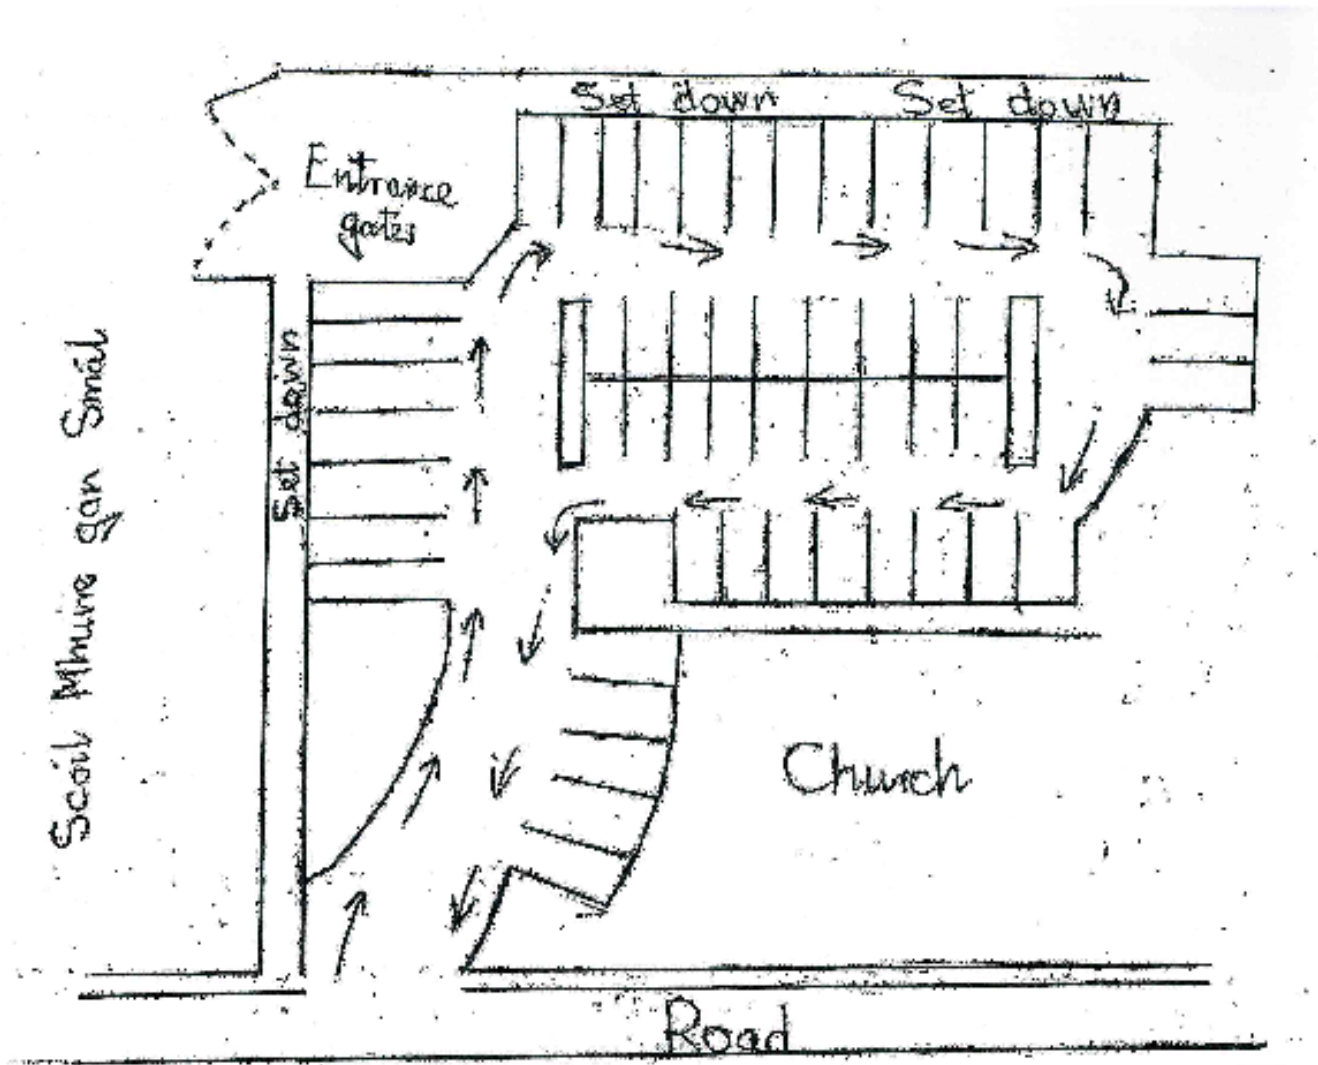 Set down
Set down
Entrance
gates
Set down
Scoil Mhuire gan Smál
Church
Road